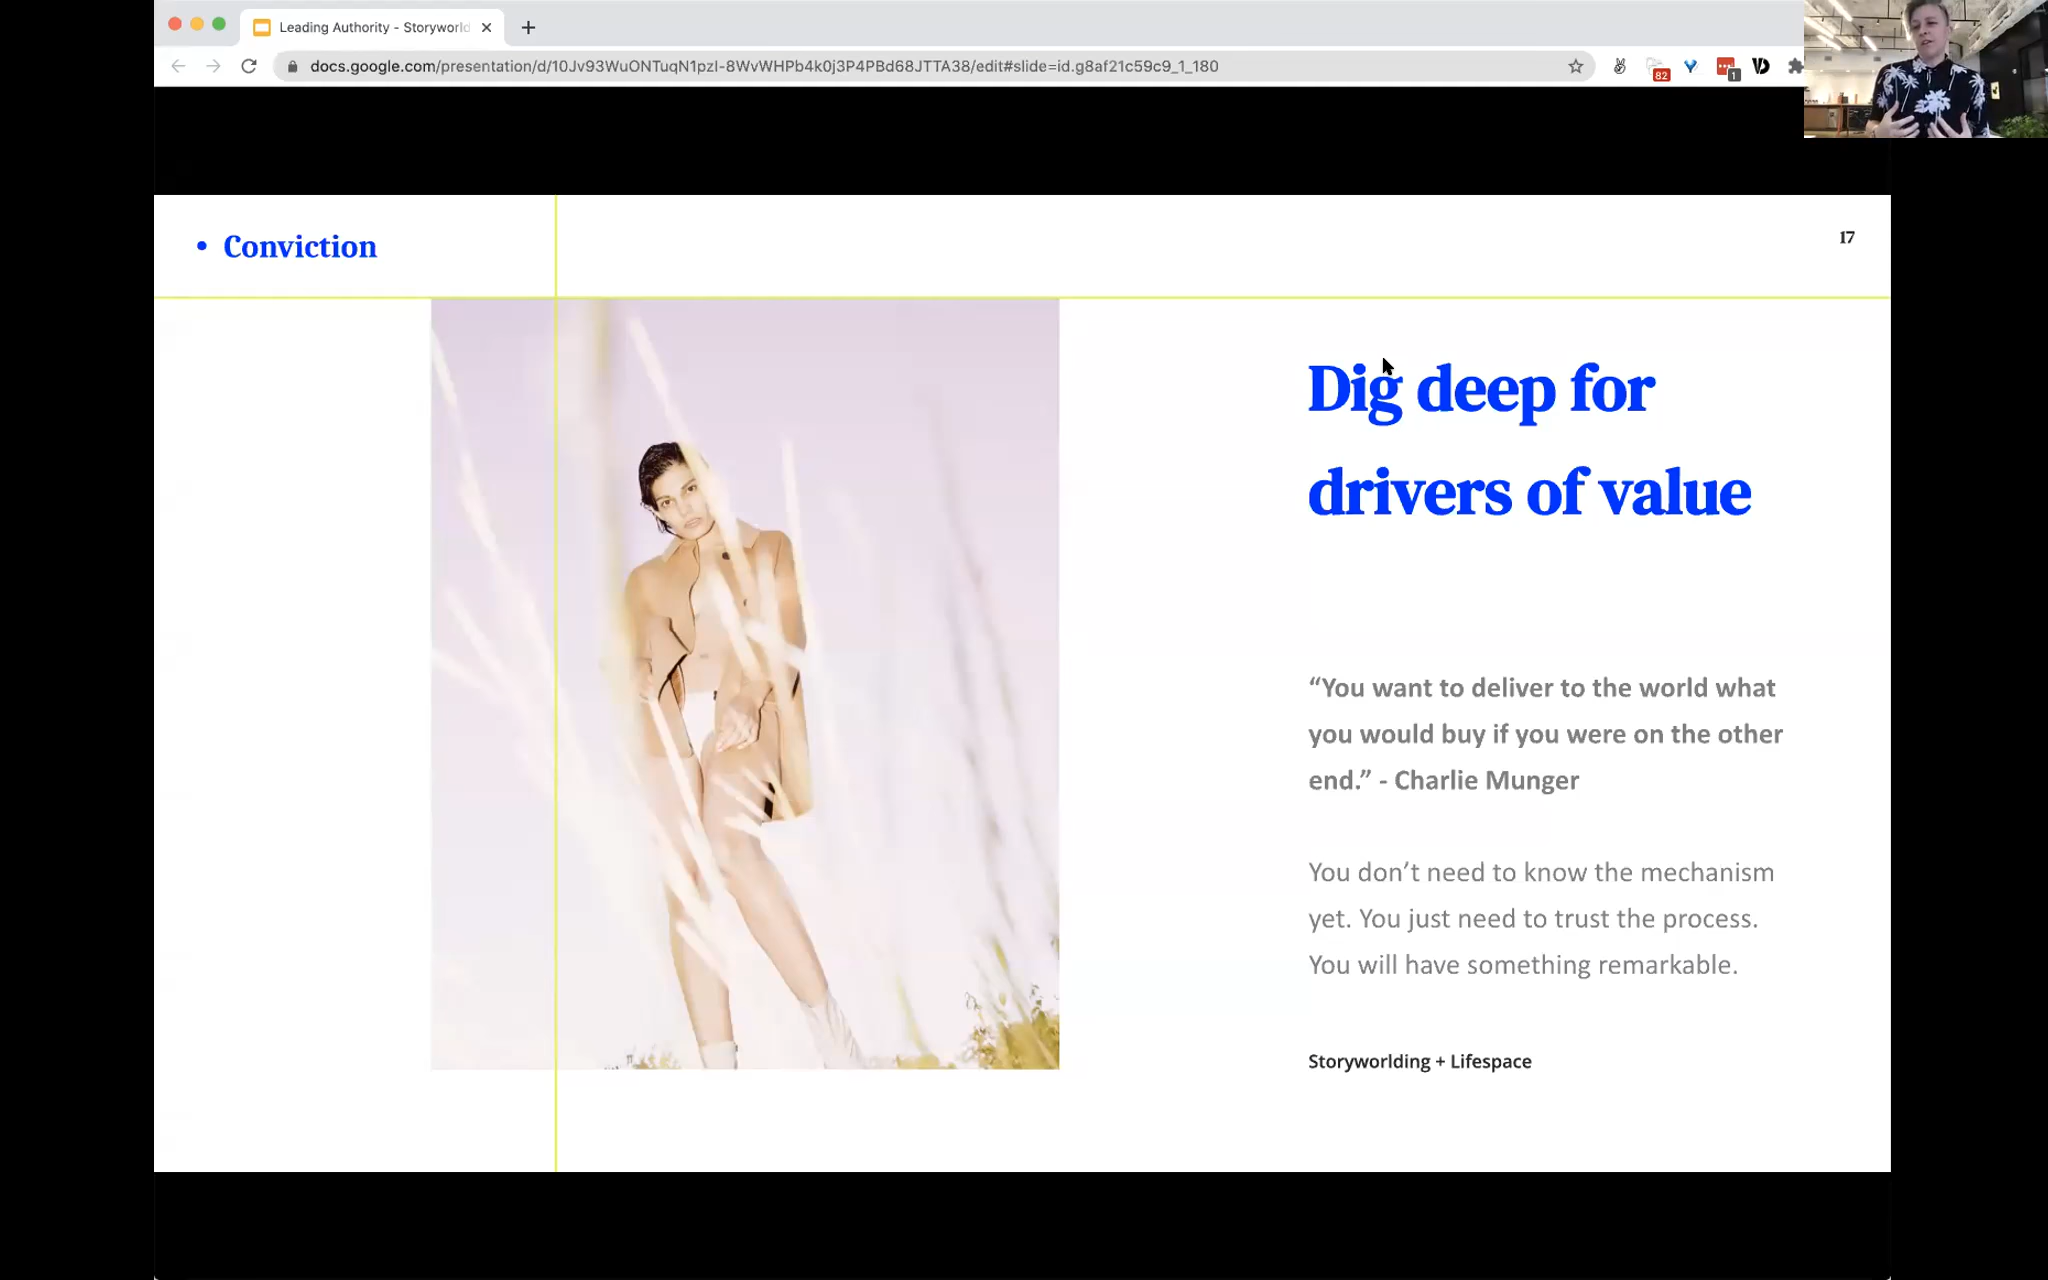 Leading Authority - Storyworld
docs.google.com/presentation/d/10Jv93WuONTuqN1pzI-8WvWHPb4k0j3P4PBd68JTTA38/edit#slide=id.g8af21c59c9_1_180
82
1
• Conviction
17
Dig deep for
drivers of value
“You want to deliver to the world what
you would buy if you were on the other
end.” - Charlie Munger
You don’t need to know the mechanism
yet. You just need to trust the process.
You will have something remarkable.
Storyworlding + Lifespace